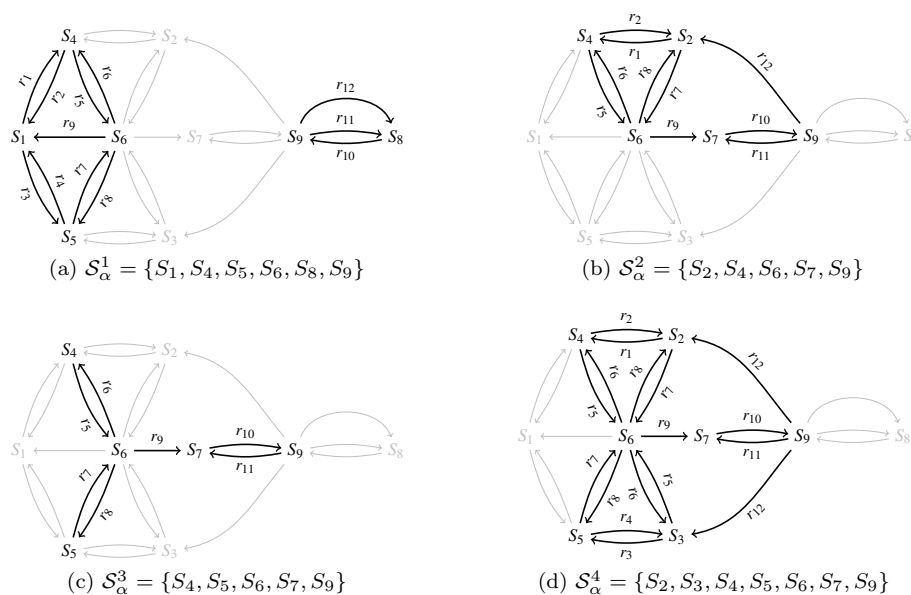 S₄ S₂
r₁ r₂ r₅ r₆ r₁₂
r₉ r₁₁
S₁ S₆ S₇ S₉ S₈
r₁₀
r₃ r₄ r₇ r₈
S₅ S₃
(a) 𝒮¹_α = {S₁, S₄, S₅, S₆, S₈, S₉}
r₂
S₄ S₂
r₁
r₅ r₆ r₈ r₇ r₁₂
r₉ r₁₀
S₁ S₆ S₇ S₉ S
r₁₁
S₅ S₃
(b) 𝒮²_α = {S₂, S₄, S₆, S₇, S₉}
S₄ S₂
r₅ r₆
r₉ r₁₀
S₁ S₆ S₇ S₉ S₈
r₁₁
r₇ r₈
S₅ S₃
(c) 𝒮³_α = {S₄, S₅, S₆, S₇, S₉}
r₂
S₄ S₂
r₁
r₅ r₆ r₈ r₇ r₁₂
r₉ r₁₀
S₁ S₆ S₇ S₉ S₈
r₁₁
r₇ r₈ r₆ r₅
r₄
S₅ S₃
r₃ r₁₂
(d) 𝒮⁴_α = {S₂, S₃, S₄, S₅, S₆, S₇, S₉}